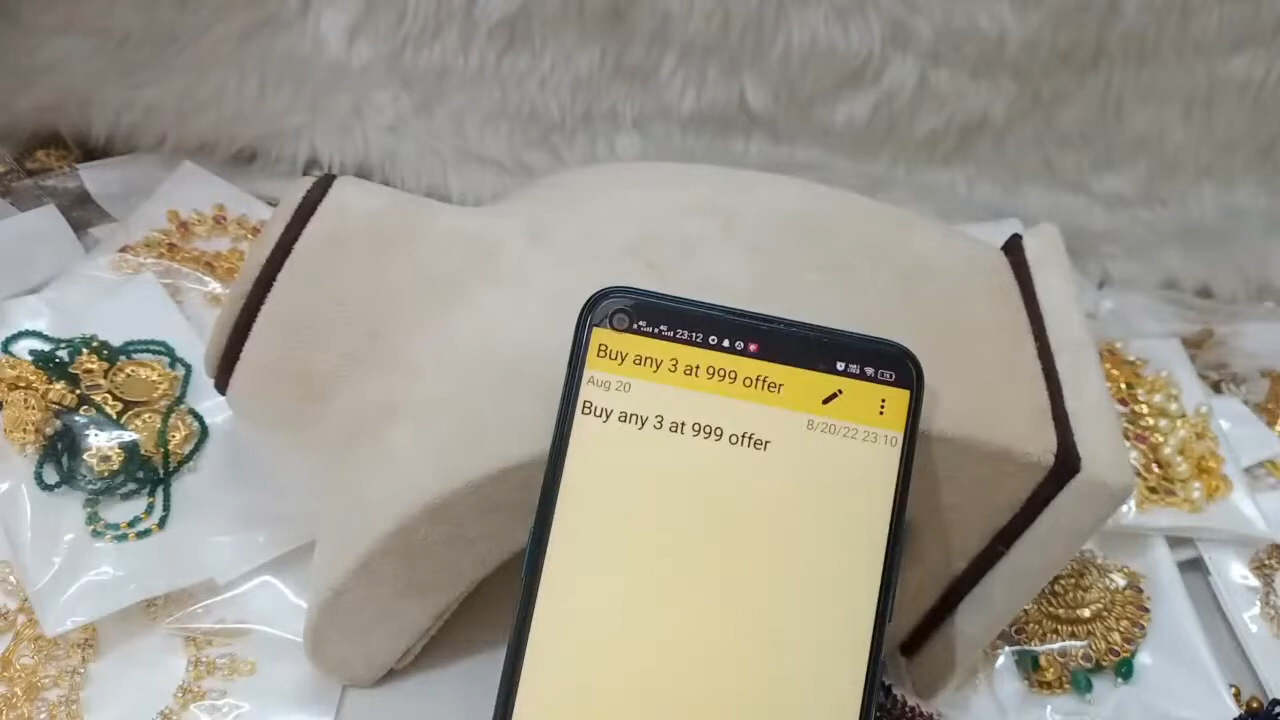 23:12
Buy any 3 at 999 offer
Aug 20
8/20/22 23:10
Buy any 3 at 999 offer